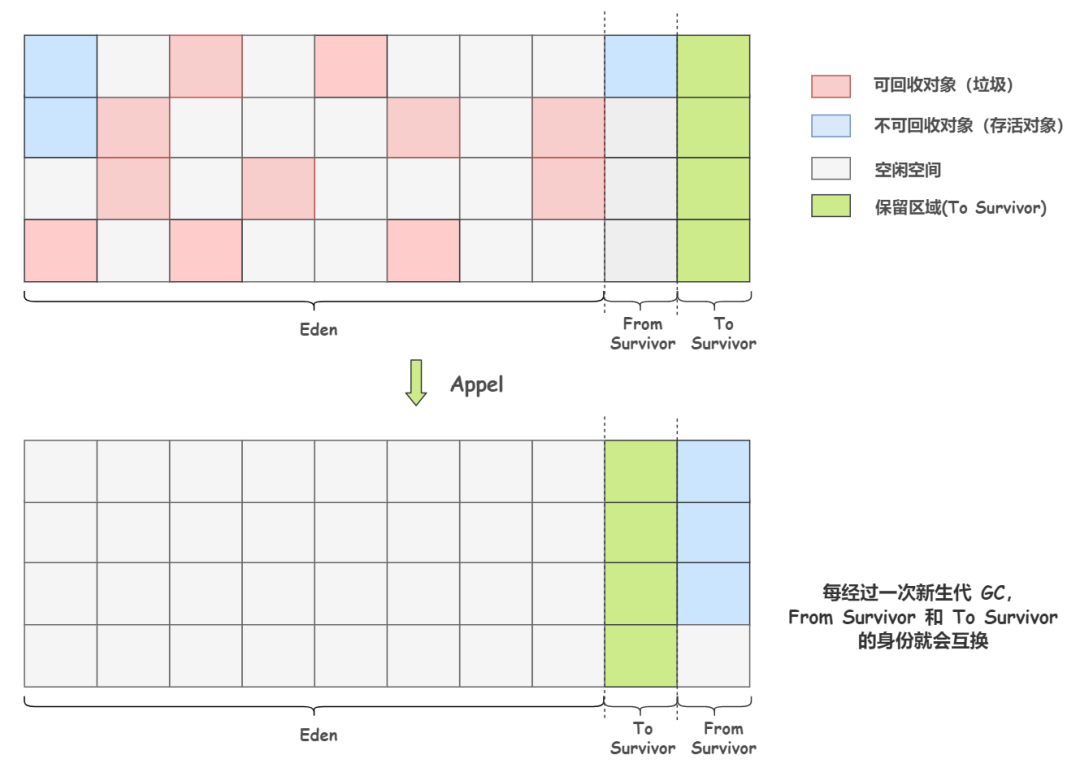 可回收对象（垃圾）
不可回收对象（存活对象）
空闲空间
保留区域(To Survivor)
Eden
From
Survivor
To
Survivor
Appel
每经过一次新生代 GC,
From Survivor 和 To Survivor
的身份就会互换
Eden
To
Survivor
From
Survivor